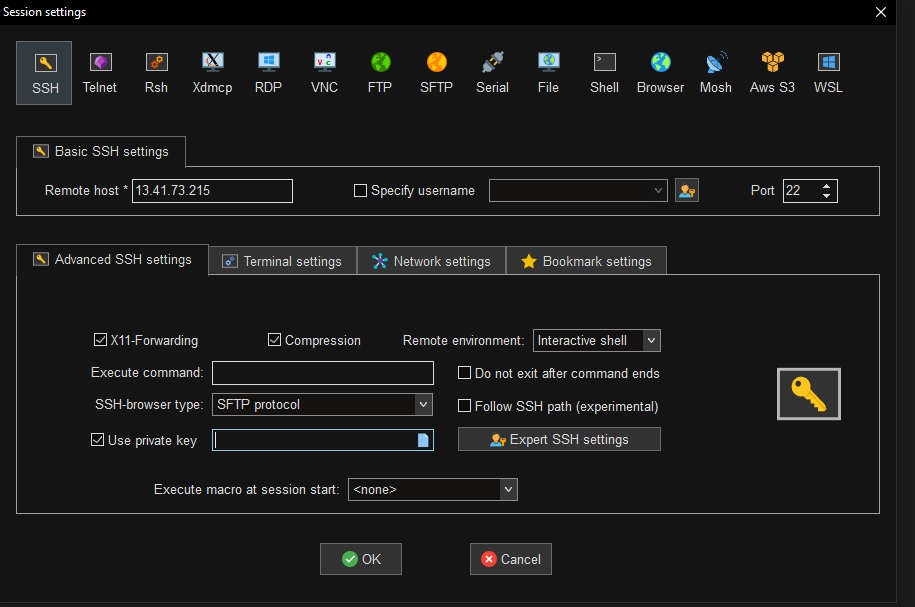 Session settings
SSH Telnet Rsh Xdmcp RDP VNC FTP SFTP Serial File Shell Browser Mosh Aws S3 WSL
Basic SSH settings
Remote host * 13.41.73.215 Specify username Port 22
Advanced SSH settings Terminal settings Network settings Bookmark settings
X11-Forwarding Compression Remote environment: Interactive shell
Execute command: Do not exit after command ends
SSH-browser type: SFTP protocol Follow SSH path (experimental)
Use private key Expert SSH settings
Execute macro at session start: <none>
OK Cancel